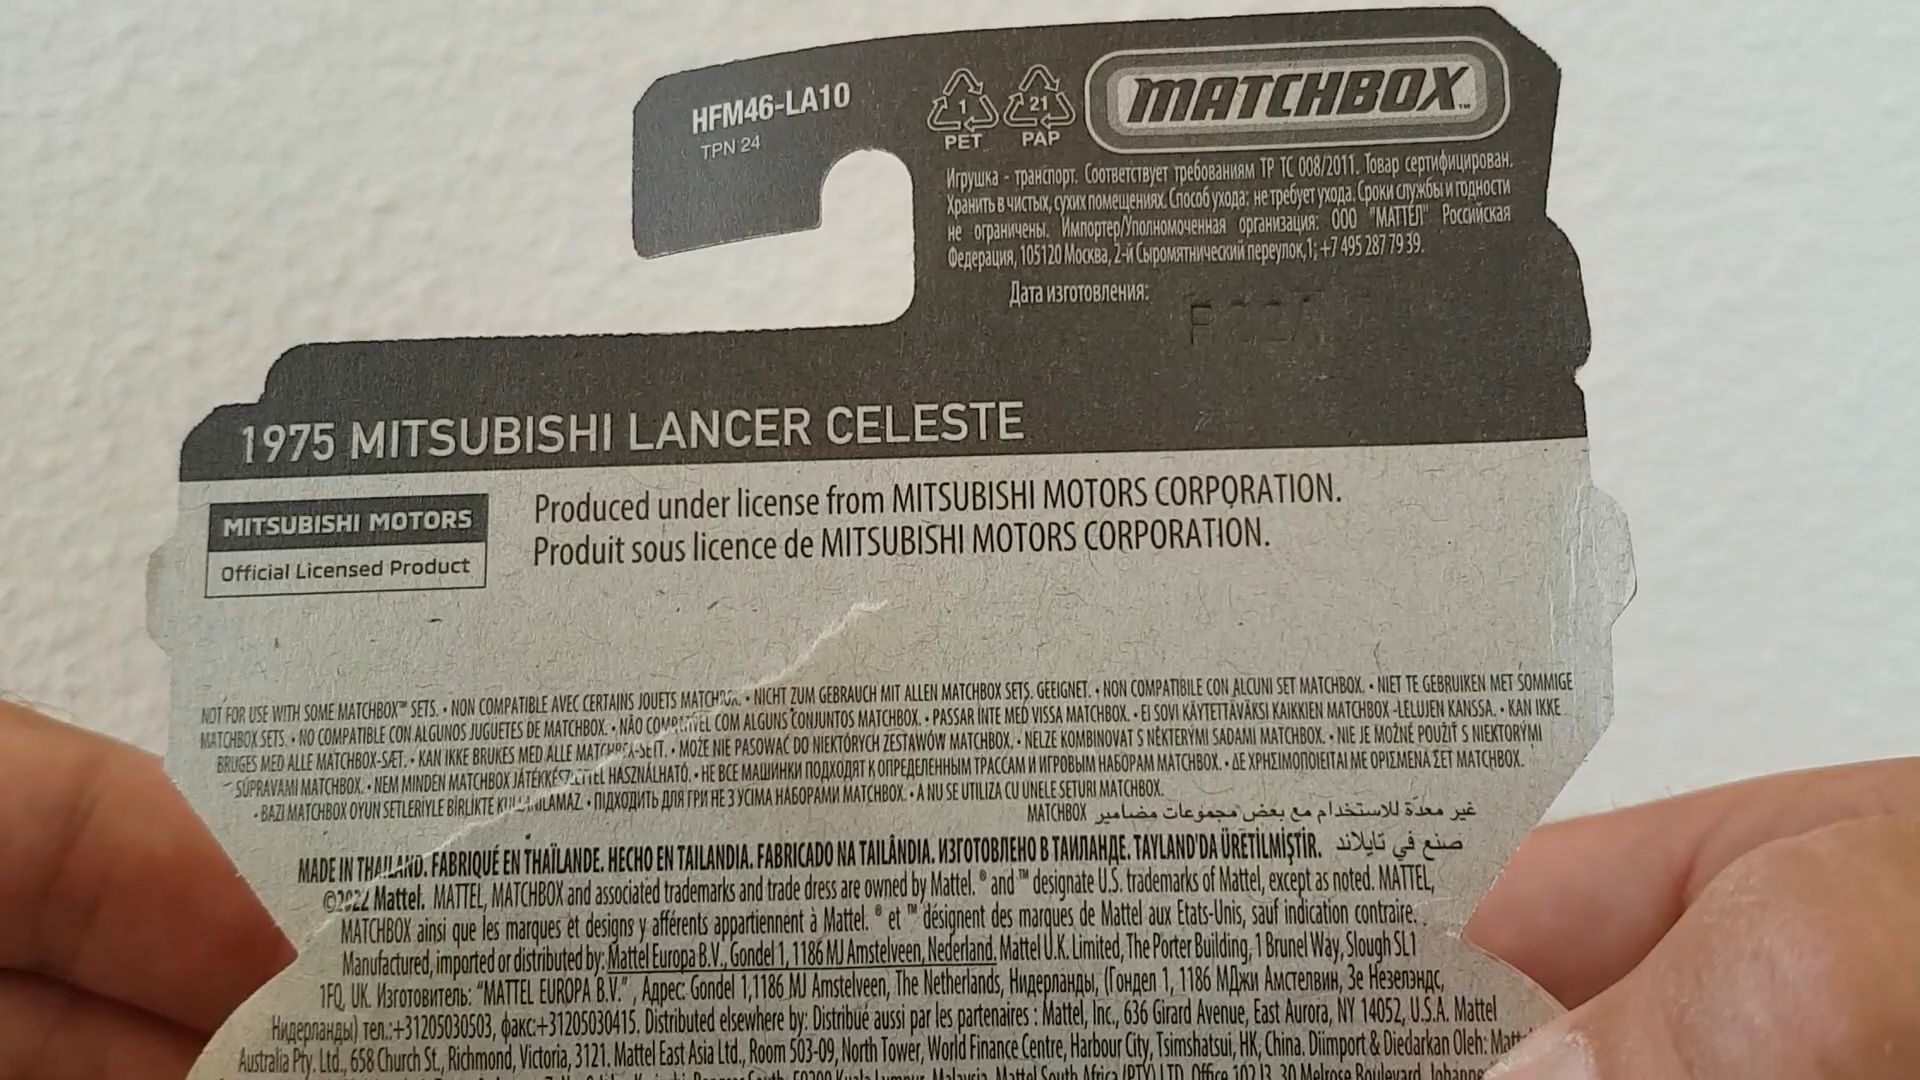 HFM46-LA10
TPN 24
1
PET
21
PAP
MATCHBOX™
Игрушка - транспорт. Соответствует требованиям ТР ТС 008/2011. Товар сертифицирован.
Хранить в чистых, сухих помещениях. Способ ухода: не требует ухода. Сроки службы и годности
не ограничены. Импортер/Уполномоченная организация: ООО "МАТТЕЛ" Российская
Федерация, 105120 Москва, 2-й Сыромятнический переулок,1; +7 495 287 79 39.
Дата изготовления:
1975 MITSUBISHI LANCER CELESTE
MITSUBISHI MOTORS
Official Licensed Product
Produced under license from MITSUBISHI MOTORS CORPORATION.
Produit sous licence de MITSUBISHI MOTORS CORPORATION.
NOT FOR USE WITH SOME MATCHBOX™ SETS. • NON COMPATIBLE AVEC CERTAINS JOUETS MATCHBOX. • NICHT ZUM GEBRAUCH MIT ALLEN MATCHBOX SETS. GEEIGNET. • NON COMPATIBILE CON ALCUNI SET MATCHBOX. • NIET TE GEBRUIKEN MET SOMMIGE
MATCHBOX SETS. • NO COMPATIBLE CON ALGUNOS JUGUETES DE MATCHBOX. • NÃO COMPATÍVEL COM ALGUNS CONJUNTOS MATCHBOX. • PASSAR INTE MED VISSA MATCHBOX. • EI SOVI KÄYTETTÄVÄKSI KAIKKIEN MATCHBOX -LELUJEN KANSSA. • KAN IKKE
BRUGES MED ALLE MATCHBOX-SÆT. • KAN IKKE BRUKES MED ALLE MATCHBOX-SETT. • MOŻE NIE PASOWAĆ DO NIEKTÓRYCH ZESTAWÓW MATCHBOX. • NELZE KOMBINOVAT S NĚKTERÝMI SADAMI MATCHBOX. • NIE JE MOŽNÉ POUŽIŤ S NIEKTORÝMI
SÚPRAVAMI MATCHBOX. • NEM MINDEN MATCHBOX JÁTÉKKÉSZLETTEL HASZNÁLHATÓ. • НЕ ВСЕ МАШИНКИ ПОДХОДЯТ К ОПРЕДЕЛЕННЫМ ТРАССАМ И ИГРОВЫМ НАБОРАМ MATCHBOX. • ΔΕ ΧΡΗΣΙΜΟΠΟΙΕΙΤΑΙ ΜΕ ΟΡΙΣΜΕΝΑ ΣΕΤ MATCHBOX.
• BAZI MATCHBOX OYUN SETLERİYLE BİRLİKTE KULLANILAMAZ. • ПІДХОДИТЬ ДЛЯ ГРИ НЕ З УСІМА НАБОРАМИ MATCHBOX. • A NU SE UTILIZA CU UNELE SETURI MATCHBOX.
غير معدّة للاستخدام مع بعض مجموعات مضامير MATCHBOX
MADE IN THAILAND. FABRIQUÉ EN THAÏLANDE. HECHO EN TAILANDIA. FABRICADO NA TAILÂNDIA. ИЗГОТОВЛЕНО В ТАИЛАНДЕ. TAYLAND'DA ÜRETİLMİŞTİR. صنع في تايلاند
©2022 Mattel. MATTEL, MATCHBOX and associated trademarks and trade dress are owned by Mattel. ® and ™ designate U.S. trademarks of Mattel, except as noted. MATTEL,
MATCHBOX ainsi que les marques et designs y afférents appartiennent à Mattel. ® et ™ désignent des marques de Mattel aux Etats-Unis, sauf indication contraire.
Manufactured, imported or distributed by: Mattel Europa B.V., Gondel 1, 1186 MJ Amstelveen, Nederland. Mattel U.K. Limited, The Porter Building, 1 Brunel Way, Slough SL1
1FQ, UK. Изготовитель: "MATTEL EUROPA B.V." , Адрес: Gondel 1,1186 MJ Amstelveen, The Netherlands, Нидерланды, (Гондел 1, 1186 МДжи Амстелвин, Зе Незелэндс,
Нидерланды) тел.:+31205030503, факс:+31205030415. Distributed elsewhere by: Distribué aussi par les partenaires : Mattel, Inc., 636 Girard Avenue, East Aurora, NY 14052, U.S.A. Mattel
Australia Pty. Ltd., 658 Church St., Richmond, Victoria, 3121. Mattel East Asia Ltd., Room 503-09, North Tower, World Finance Centre, Harbour City, Tsimshatsui, HK, China. Diimport & Diedarkan Oleh:
South, 59200 Kuala Lumpur, Malaysia. Mattel South Africa (PTY) LTD, Office 102 I3, 30 Melrose Boulevard,